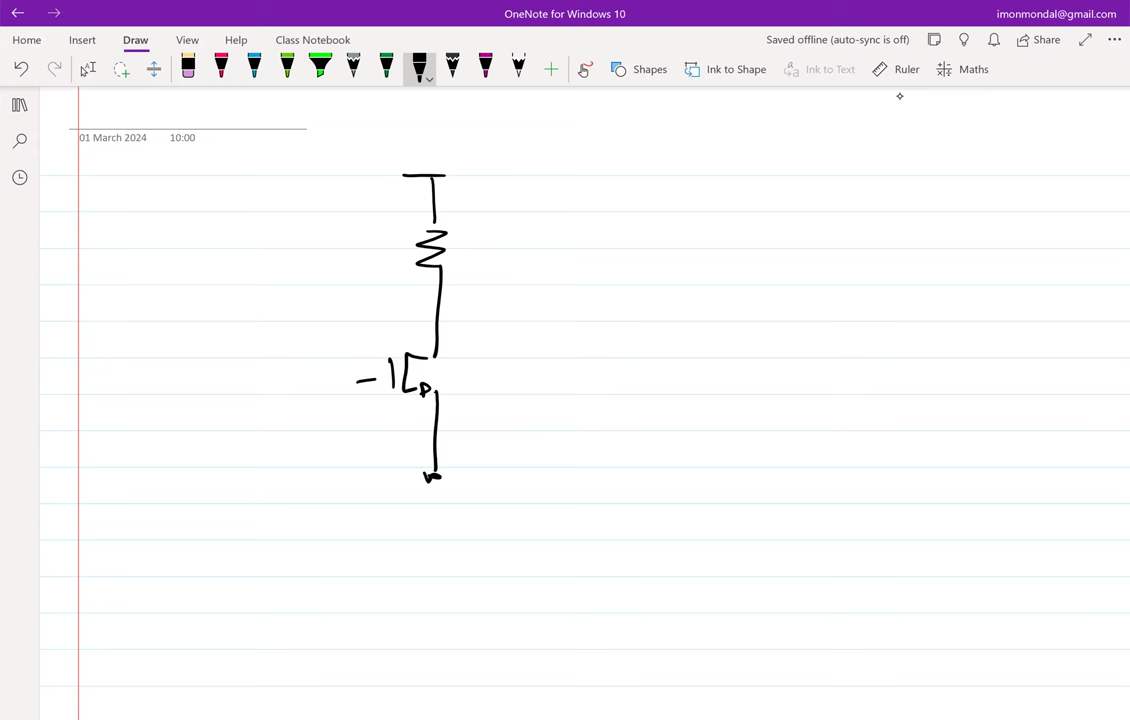 OneNote for Windows 10
imonmondal@gmail.com
Home Insert Draw View Help Class Notebook
Saved offline (auto-sync is off)
Share
Shapes
Ink to Shape
Ink to Text
Ruler
Maths
01 March 2024 10:00